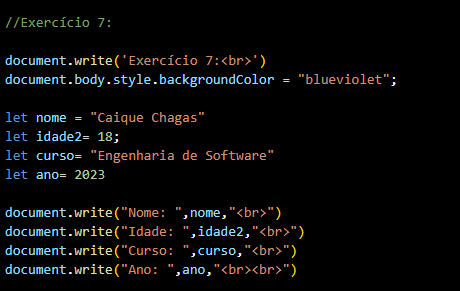 //Exercício 7:
document.write('Exercício 7:<br>')
document.body.style.backgroundColor = "blueviolet";
let nome = "Caique Chagas"
let idade2= 18;
let curso= "Engenharia de Software"
let ano= 2023
document.write("Nome: ",nome,"<br>")
document.write("Idade: ",idade2,"<br>")
document.write("Curso: ",curso,"<br>")
document.write("Ano: ",ano,"<br><br>")